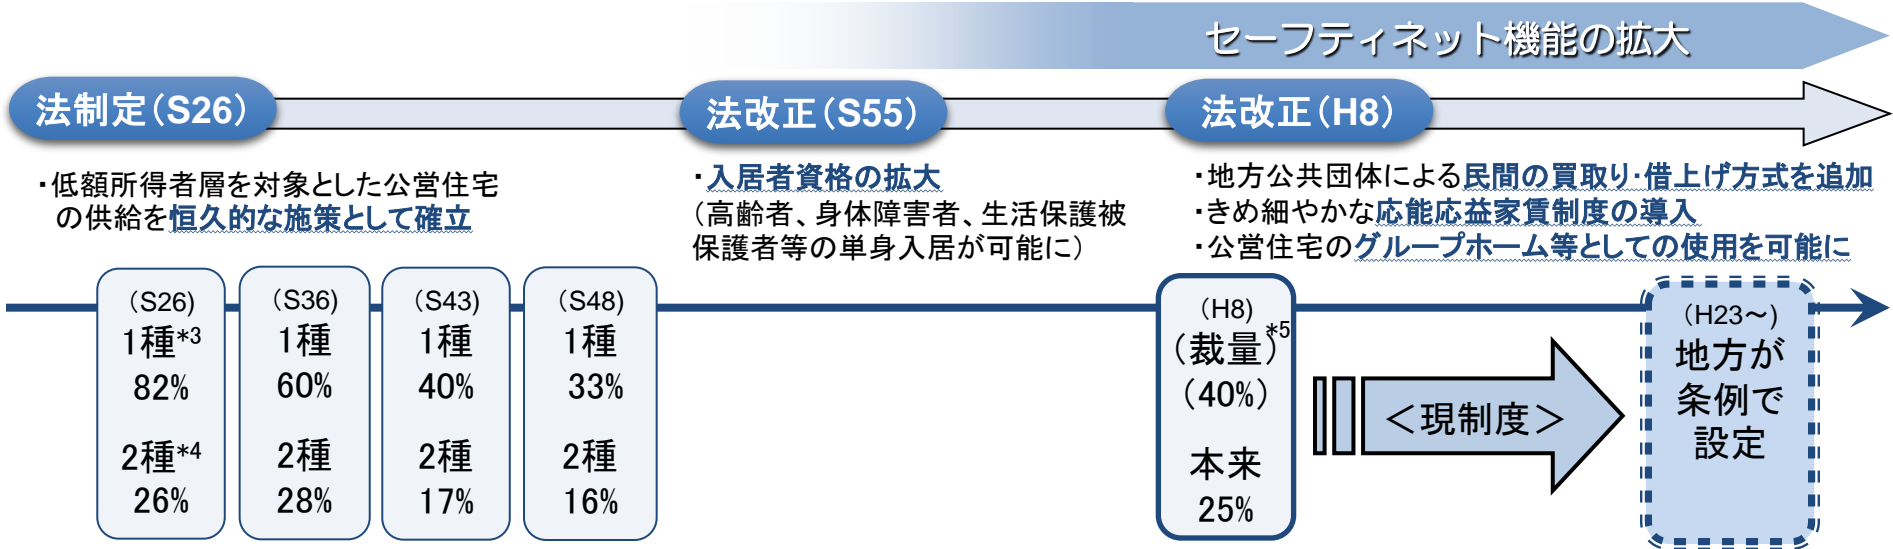 セーフティネット機能の拡大
法制定（S26）
法改正（S55）
法改正（H8）
・低額所得者層を対象とした公営住宅
の供給を恒久的な施策として確立
・入居者資格の拡大
（高齢者、身体障害者、生活保護被
保護者等の単身入居が可能に）
・地方公共団体による民間の買取り・借上げ方式を追加
・きめ細やかな応能応益家賃制度の導入
・公営住宅のグループホーム等としての使用を可能に
（S26)
1種*3
82%
2種*4
26%
（S36)
1種
60%
2種
28%
（S43)
1種
40%
2種
17%
（S48)
1種
33%
2種
16%
（H8)
（裁量）*5
（40%）
本来
25%
＜現制度＞
（H23～)
地方が
条例で
設定